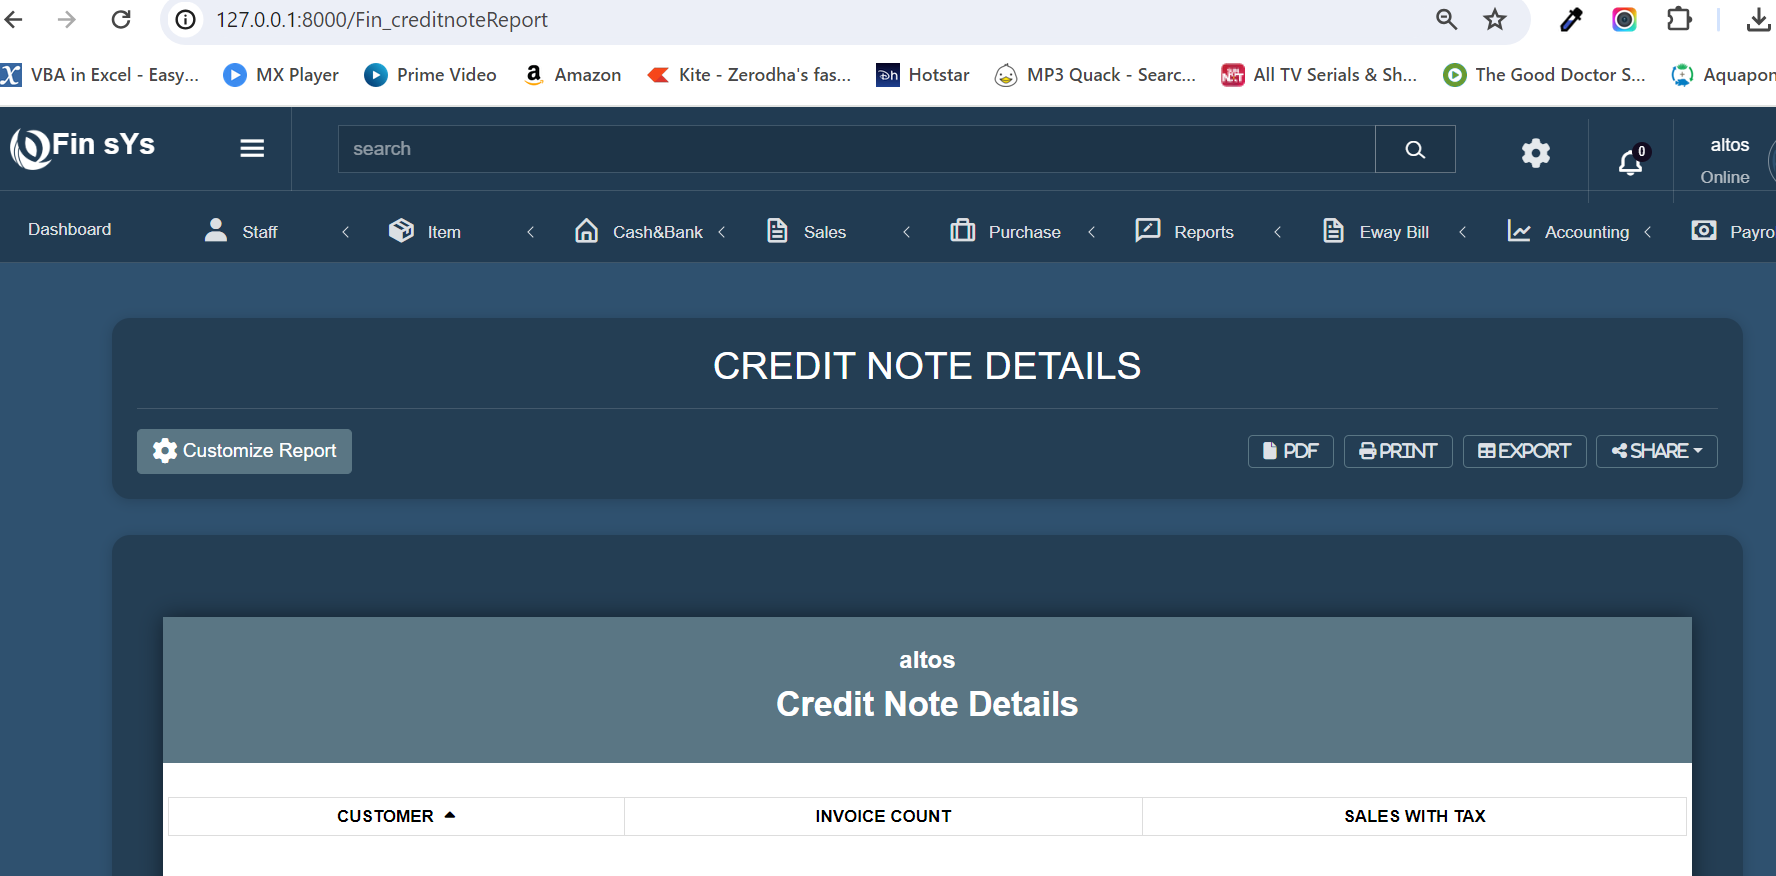 127.0.0.1:8000/Fin_creditnoteReport
VBA in Excel - Easy... MX Player Prime Video Amazon Kite - Zerodha's fas... Hotstar MP3 Quack - Searc... All TV Serials & Sh... The Good Doctor S... Aquapon
Fin sYs search 0 altos
Online
Dashboard Staff Item Cash&Bank Sales Purchase Reports Eway Bill Accounting Payro
CREDIT NOTE DETAILS
Customize Report PDF PRINT EXPORT SHARE
altos
Credit Note Details
CUSTOMER INVOICE COUNT SALES WITH TAX